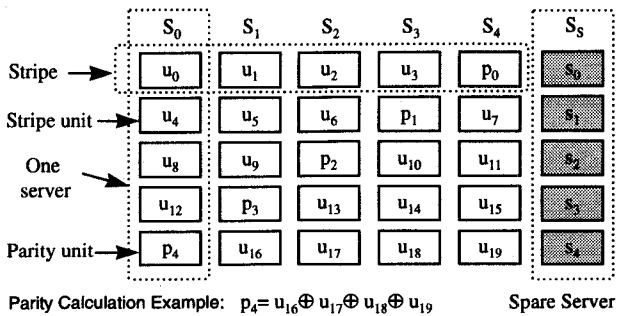 S₀ S₁ S₂ S₃ S₄ Sₛ
Stripe u₀ u₁ u₂ u₃ p₀ s₀
Stripe unit u₄ u₅ u₆ p₁ u₇ s₁
One server u₈ u₉ p₂ u₁₀ u₁₁ s₂
u₁₂ p₃ u₁₃ u₁₄ u₁₅ s₃
Parity unit p₄ u₁₆ u₁₇ u₁₈ u₁₉ s₄
Parity Calculation Example: p₄= u₁₆⊕ u₁₇⊕ u₁₈⊕ u₁₉ Spare Server